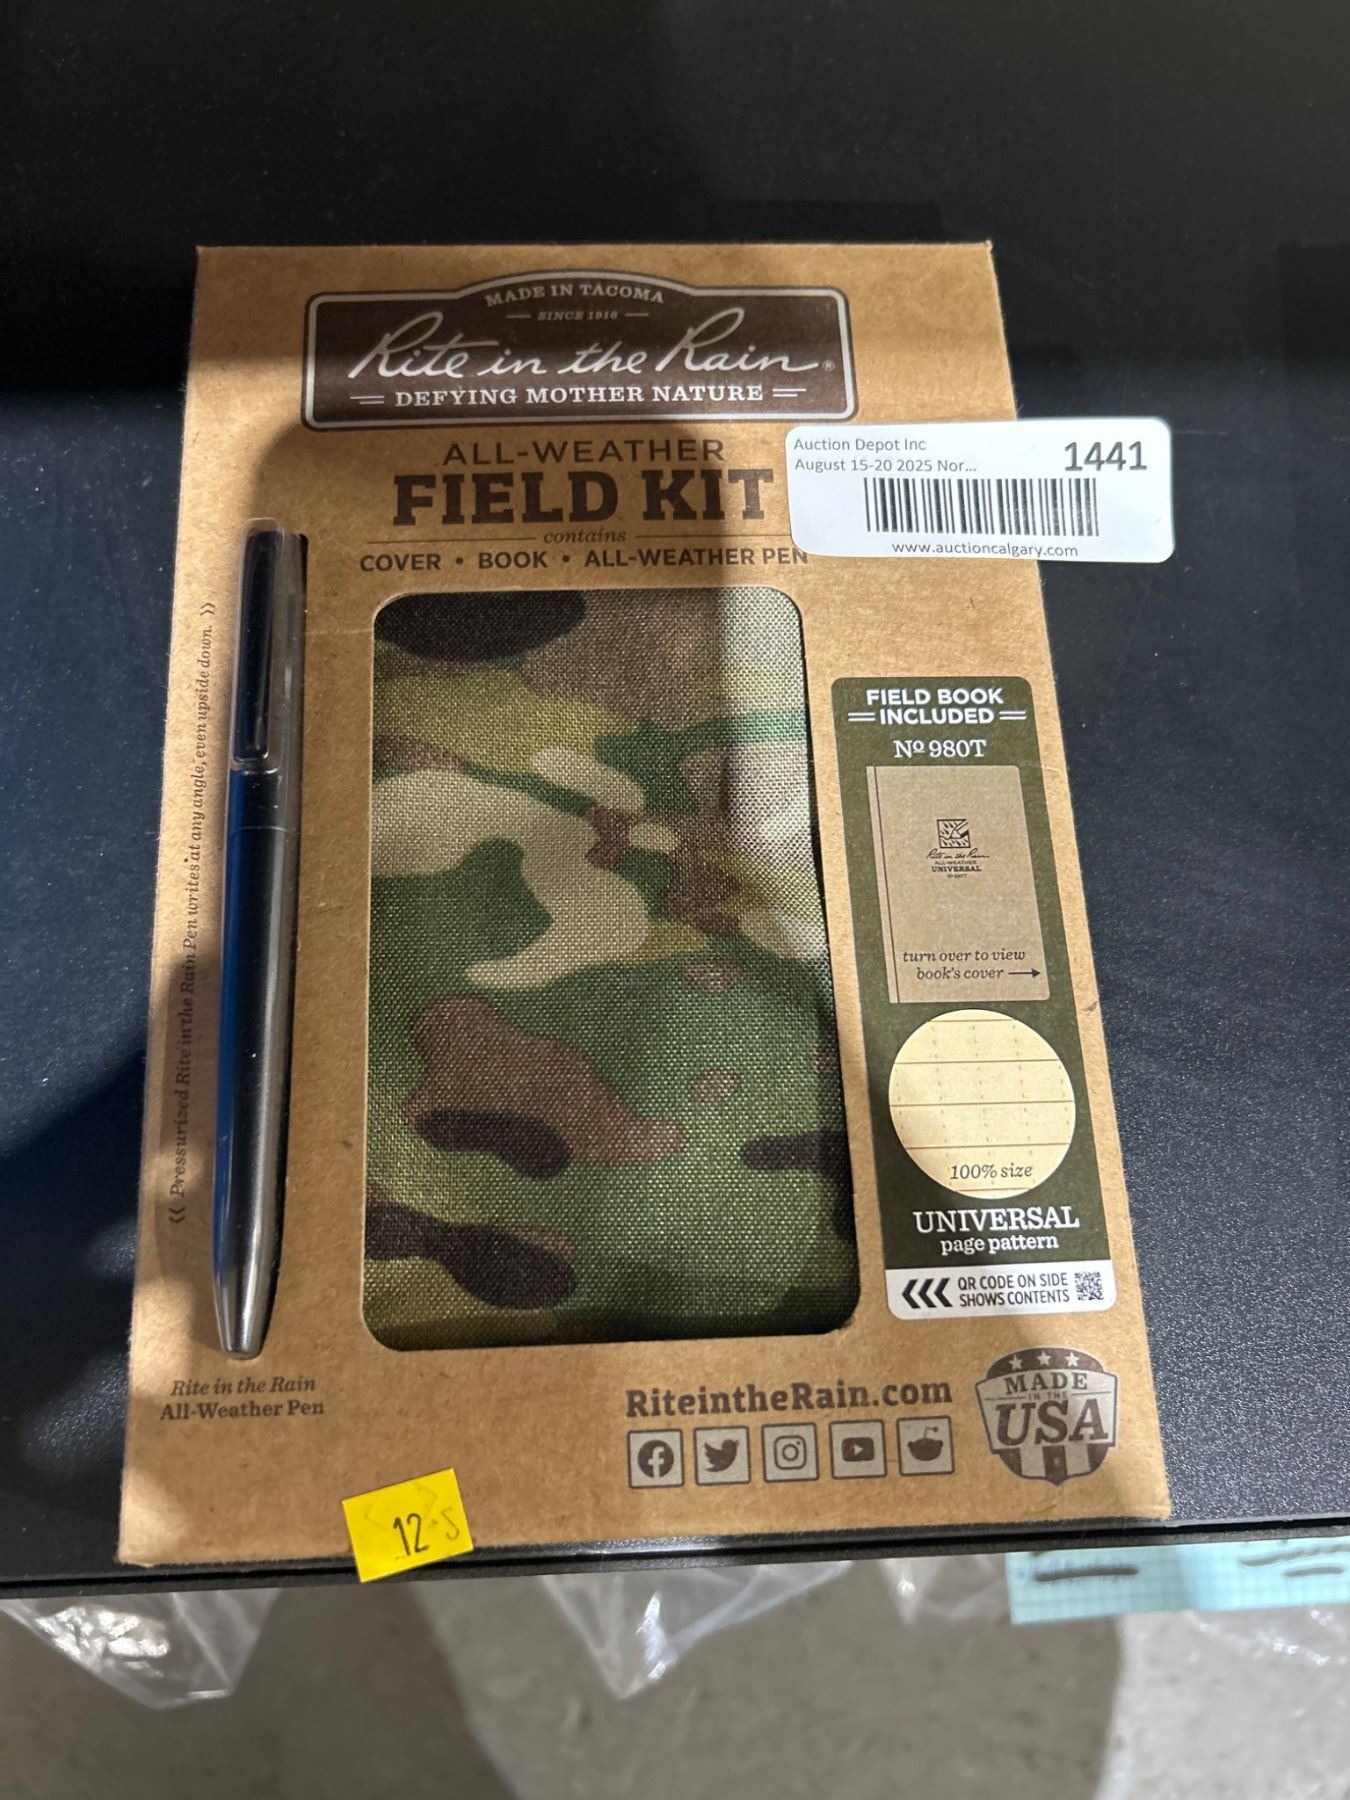 MADE IN TACOMA
SINCE 1916
Rite in the Rain®
DEFYING MOTHER NATURE
ALL-WEATHER
FIELD KIT
contains
COVER • BOOK • ALL-WEATHER PEN
Auction Depot Inc
1441
August 15-20 2025 Nor...
www.auctioncalgary.com
« Pressurized Rite in the Rain Pen writes at any angle, even upside down. »
FIELD BOOK
INCLUDED
Nº 980T
Rite in the Rain
ALL-WEATHER
UNIVERSAL
Nº 980T
turn over to view
book's cover
100% size
UNIVERSAL
page pattern
QR CODE ON SIDE
SHOWS CONTENTS
Rite in the Rain
All-Weather Pen
RiteintheRain.com
MADE
IN THE
USA
12-5